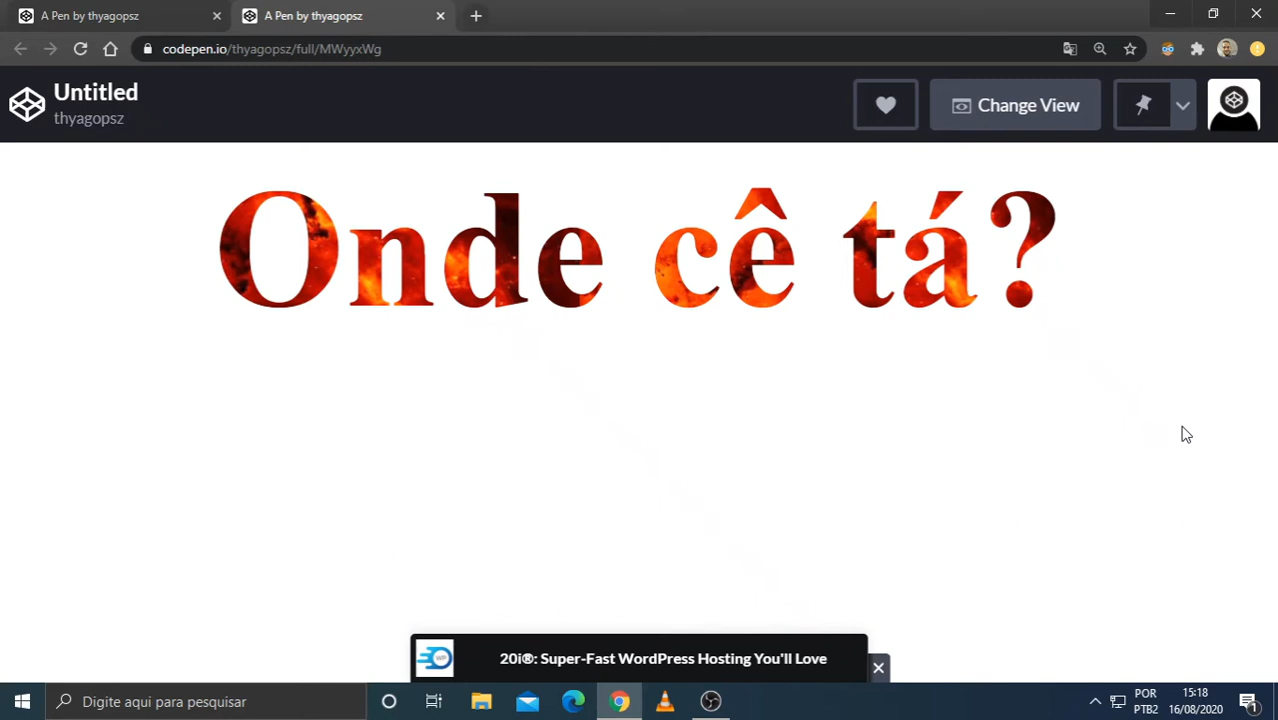 A Pen by thyagopsz
A Pen by thyagopsz
codepen.io/thyagopsz/full/MWyyxWg
Untitled
thyagopsz
Change View
Onde cê tá?
20i®: Super-Fast WordPress Hosting You'll Love
Digite aqui para pesquisar
POR
PTB2
15:18
16/08/2020
1